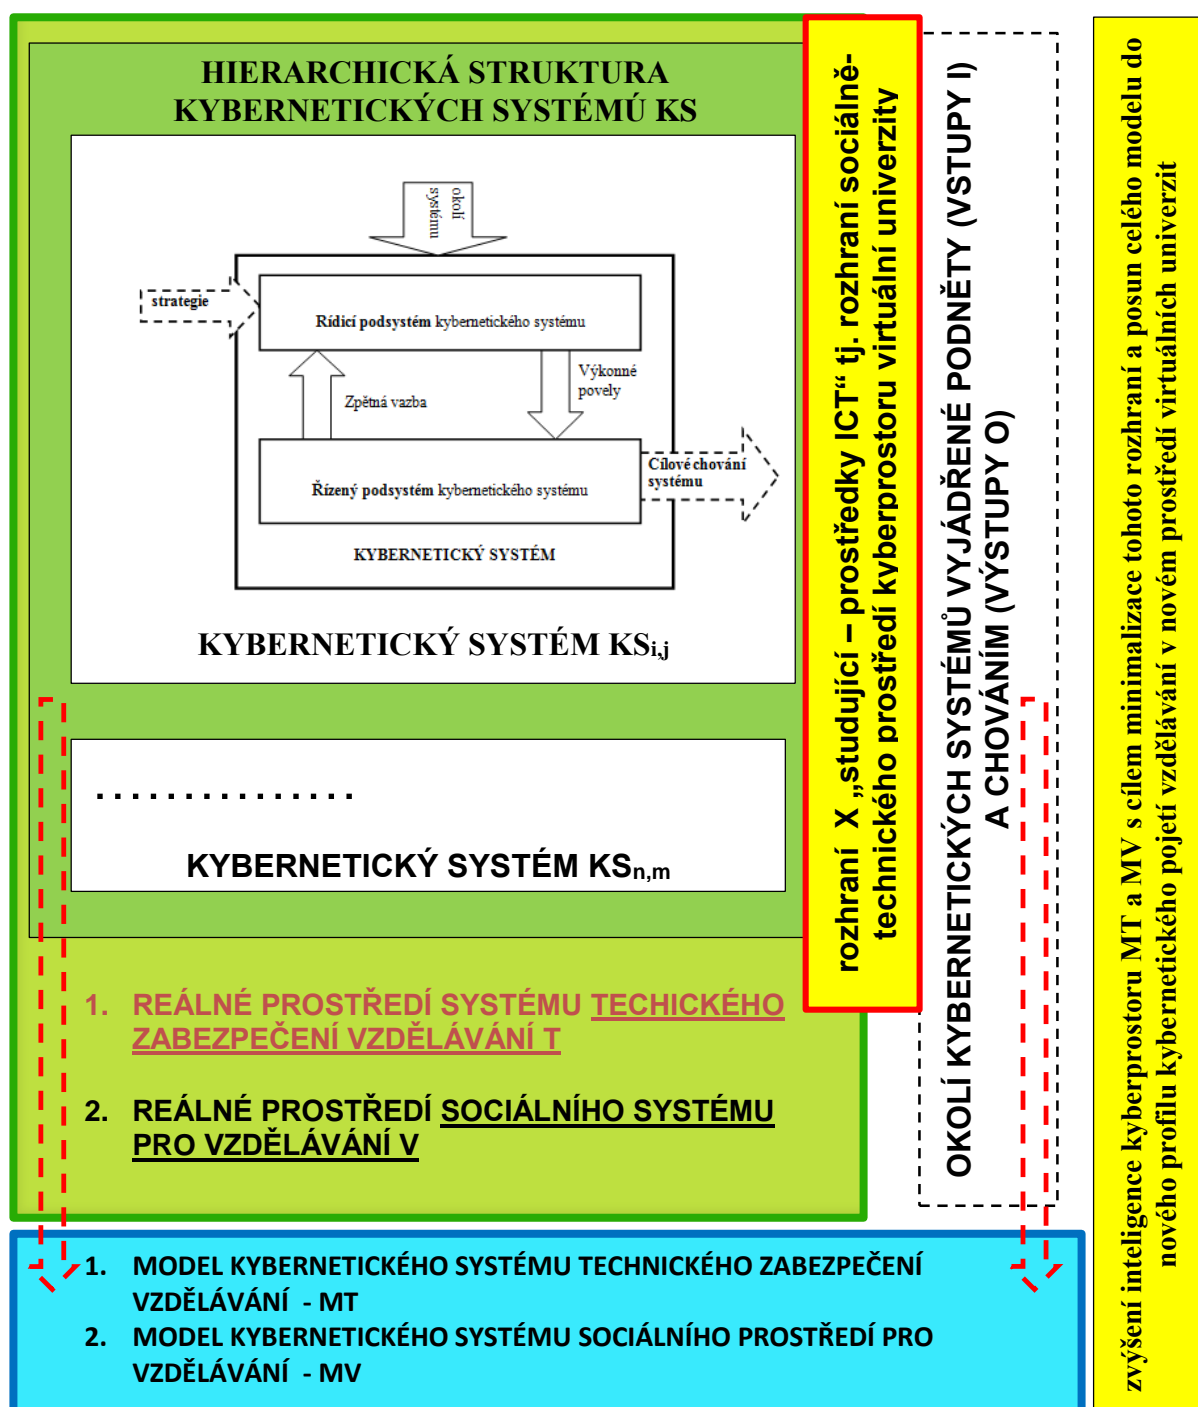 HIERARCHICKÁ STRUKTURA
KYBERNETICKÝCH SYSTÉMÚ KS
okolí
systému
strategie
Rídicí podsystém kybernetického systému
Zpětná vazba
Výkonné
povely
Řízený podsystém kybernetického systému
Cílové chování
systému
KYBERNETICKÝ SYSTÉM
KYBERNETICKÝ SYSTÉM KSi,j
. . . . . . . . . . . . . . .
KYBERNETICKÝ SYSTÉM KSn,m
1. REÁLNÉ PROSTŘEDÍ SYSTÉMU TECHICKÉHO
ZABEZPEČENÍ VZDĚLÁVÁNÍ T
2. REÁLNÉ PROSTŘEDÍ SOCIÁLNÍHO SYSTÉMU
PRO VZDĚLÁVÁNÍ V
rozhraní X „studující – prostředky ICT“ tj. rozhraní sociálně-
technického prostředí kyberprostoru virtuální univerzity
OKOLÍ KYBERNETICKÝCH SYSTÉMŮ VYJÁDŘENÉ PODNĚTY (VSTUPY I)
A CHOVÁNÍM (VÝSTUPY O)
zvýšení inteligence kyberprostoru MT a MV s cílem minimalizace tohoto rozhraní a posun celého modelu do
nového profilu kybernetického pojetí vzdělávání v novém prostředí virtuálních univerzit
1. MODEL KYBERNETICKÉHO SYSTÉMU TECHNICKÉHO ZABEZPEČENÍ
VZDĚLÁVÁNÍ - MT
2. MODEL KYBERNETICKÉHO SYSTÉMU SOCIÁLNÍHO PROSTŘEDÍ PRO
VZDĚLÁVÁNÍ - MV